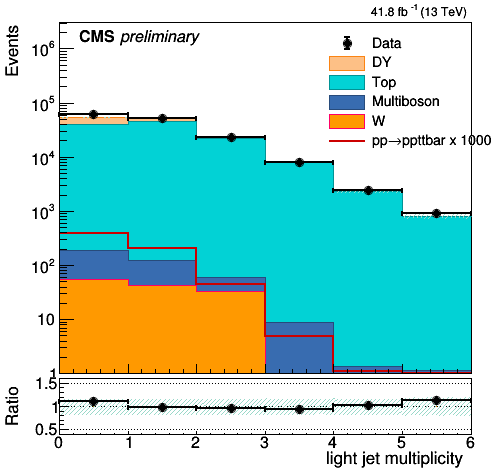 41.8 fb⁻¹ (13 TeV)
CMS preliminary
Events
10⁶
10⁵
10⁴
10³
10²
10
1
Data
DY
Top
Multiboson
W
pp→ppttbar x 1000
Ratio
1.5
1
0.5
0 1 2 3 4 5 6
light jet multiplicity